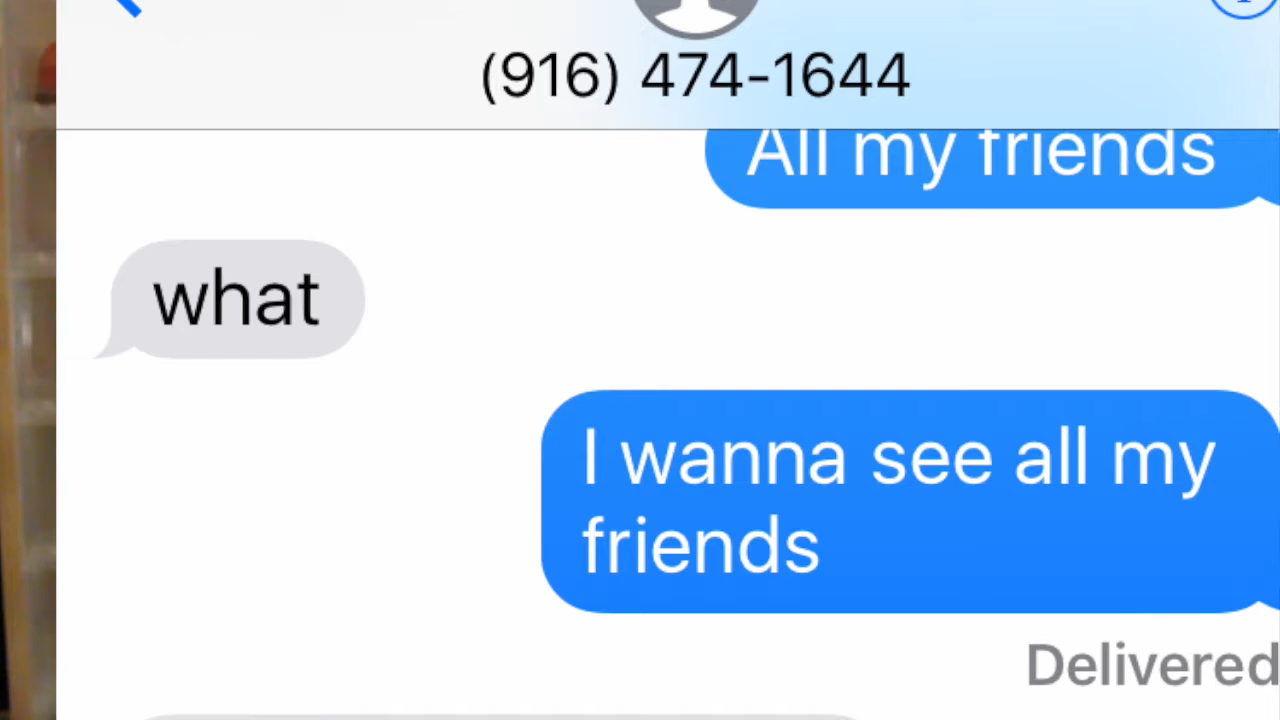 (916) 474-1644
All my friends
what
I wanna see all my
friends
Delivered